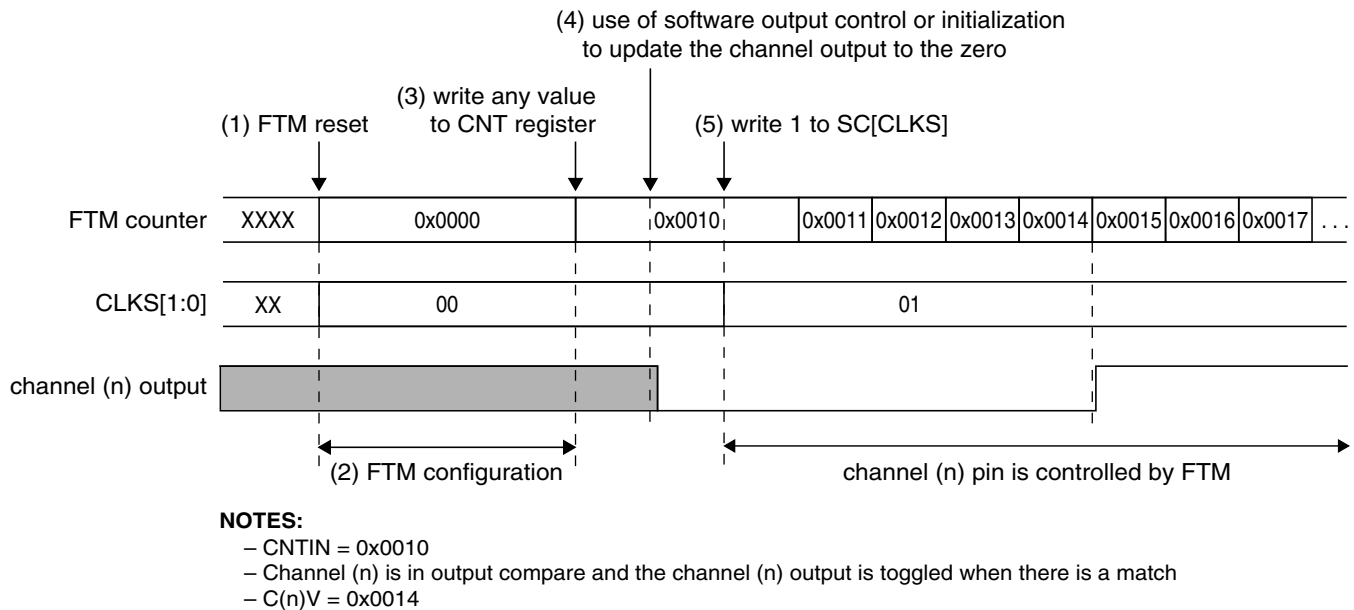 (4) use of software output control or initialization
to update the channel output to the zero
(3) write any value
to CNT register
(1) FTM reset
(5) write 1 to SC[CLKS]
FTM counter XXXX 0x0000 0x0010 0x0011 0x0012 0x0013 0x0014 0x0015 0x0016 0x0017 . . .
CLKS[1:0] XX 00 01
channel (n) output
(2) FTM configuration
channel (n) pin is controlled by FTM
NOTES:
– CNTIN = 0x0010
– Channel (n) is in output compare and the channel (n) output is toggled when there is a match
– C(n)V = 0x0014